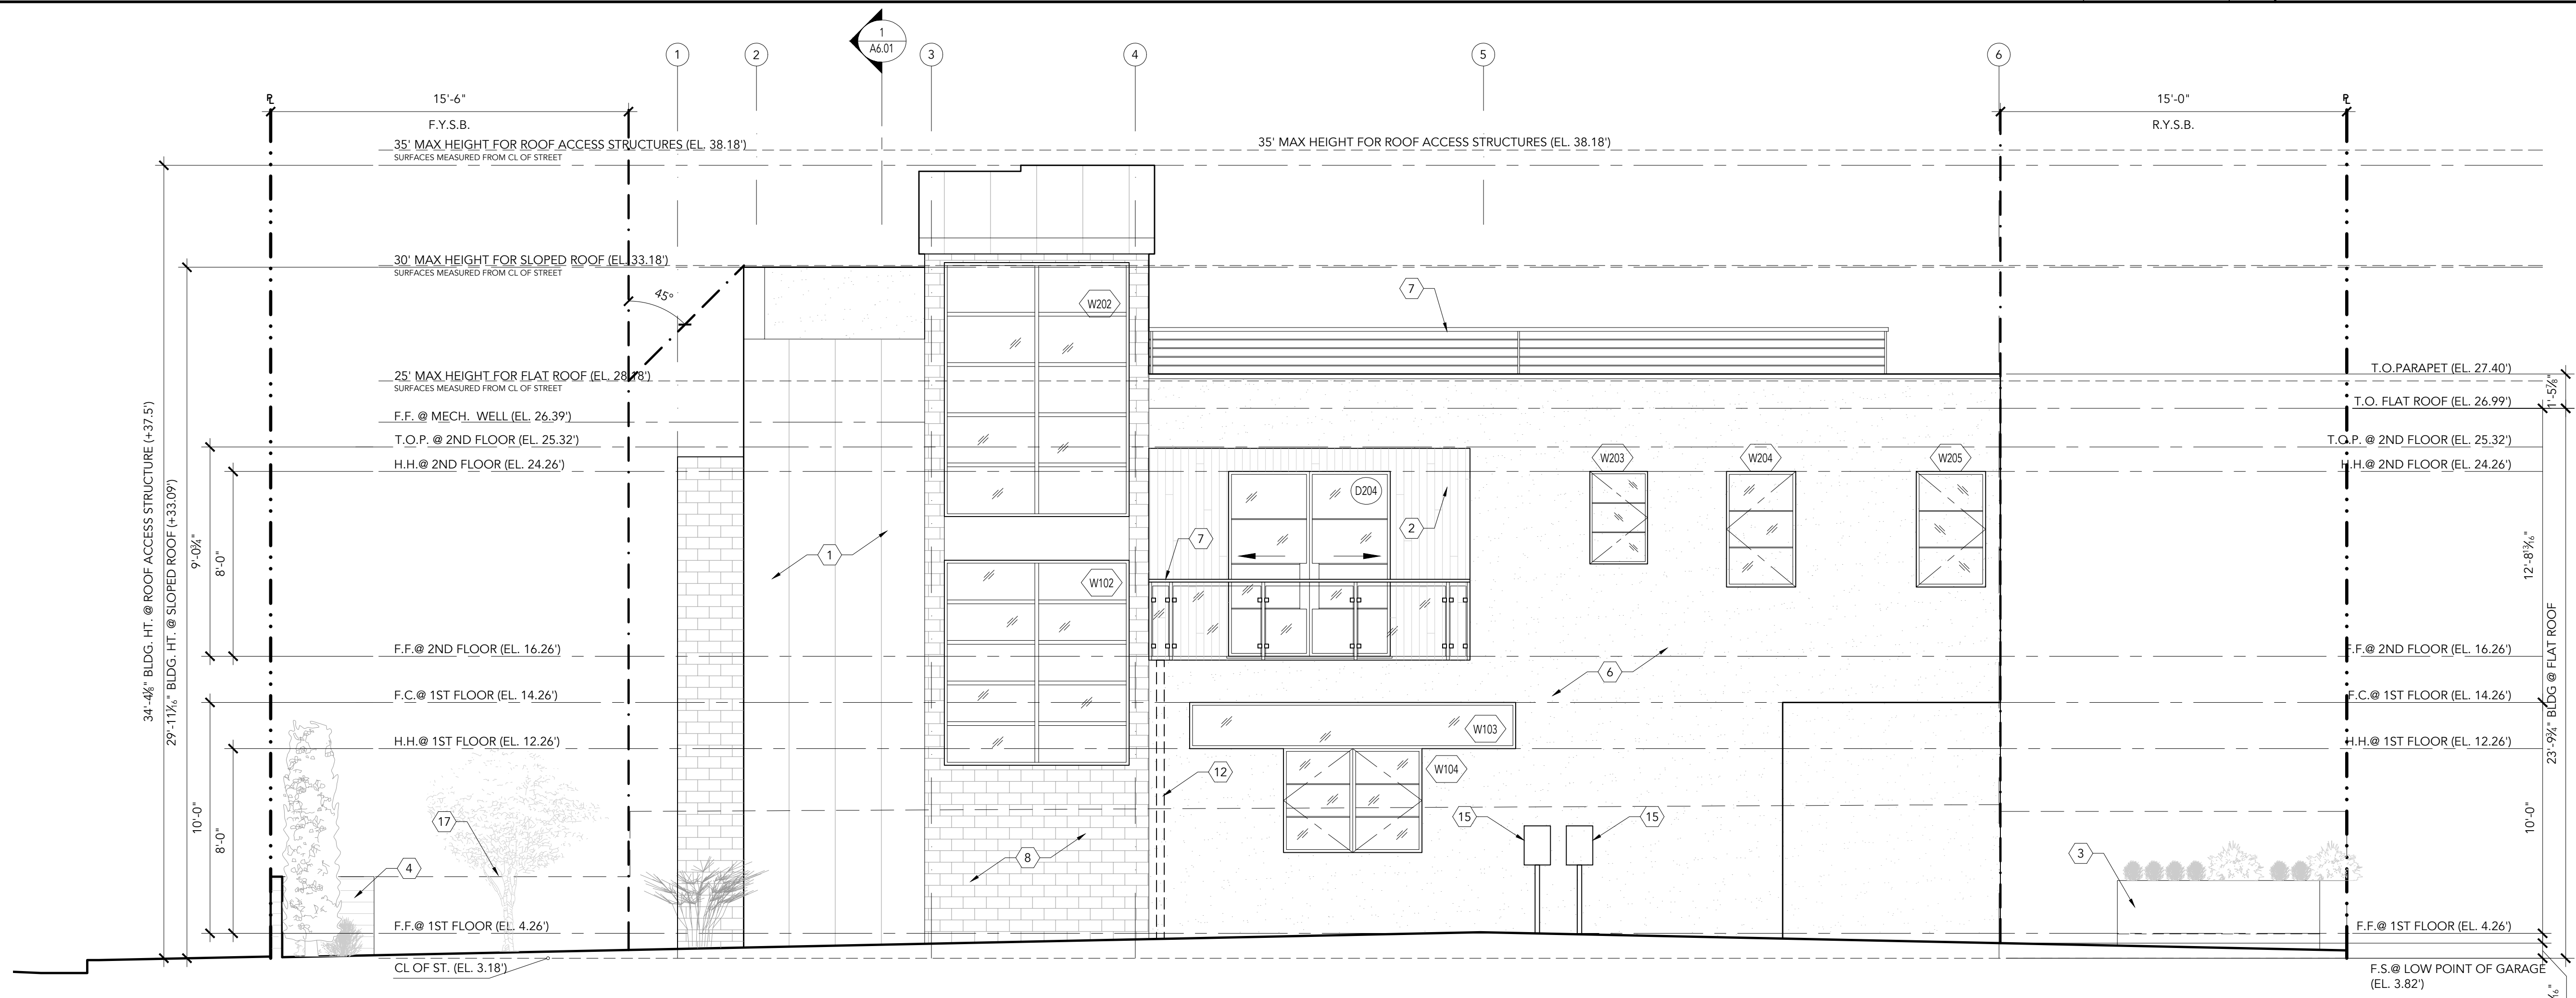 1
A6.01
1
2
3
4
5
6
15'-6"
F.Y.S.B.
15'-0"
R.Y.S.B.
35' MAX HEIGHT FOR ROOF ACCESS STRUCTURES (EL. 38.18')
SURFACES MEASURED FROM CL OF STREET
35' MAX HEIGHT FOR ROOF ACCESS STRUCTURES (EL. 38.18')
30' MAX HEIGHT FOR SLOPED ROOF (EL. 33.18')
SURFACES MEASURED FROM CL OF STREET
45°
W202
7
25' MAX HEIGHT FOR FLAT ROOF (EL. 28.18')
SURFACES MEASURED FROM CL OF STREET
T.O.PARAPET (EL. 27.40')
1'-5⅞"
F.F. @ MECH. WELL (EL. 26.39')
T.O. FLAT ROOF (EL. 26.99')
T.O.P. @ 2ND FLOOR (EL. 25.32')
T.O.P. @ 2ND FLOOR (EL. 25.32')
H.H.@ 2ND FLOOR (EL. 24.26')
H.H.@ 2ND FLOOR (EL. 24.26')
W203
W204
W205
D204
2
7
1
W102
34'-4⅛" BLDG. HT. @ ROOF ACCESS STRUCTURE (+37.5')
29'-11 1/16" BLDG. HT. @ SLOPED ROOF (+33.09')
9'-0¾"
8'-0"
12'-8 13/16"
F.F.@ 2ND FLOOR (EL. 16.26')
F.F.@ 2ND FLOOR (EL. 16.26')
6
F.C.@ 1ST FLOOR (EL. 14.26')
F.C.@ 1ST FLOOR (EL. 14.26')
W103
H.H.@ 1ST FLOOR (EL. 12.26')
H.H.@ 1ST FLOOR (EL. 12.26')
23'-9¾" BLDG @ FLAT ROOF
W104
12
10'-0"
8'-0"
10'-0"
17
15
15
4
8
3
F.F.@ 1ST FLOOR (EL. 4.26')
F.F.@ 1ST FLOOR (EL. 4.26')
CL OF ST. (EL. 3.18')
F.S.@ LOW POINT OF GARAGE
(EL. 3.82')